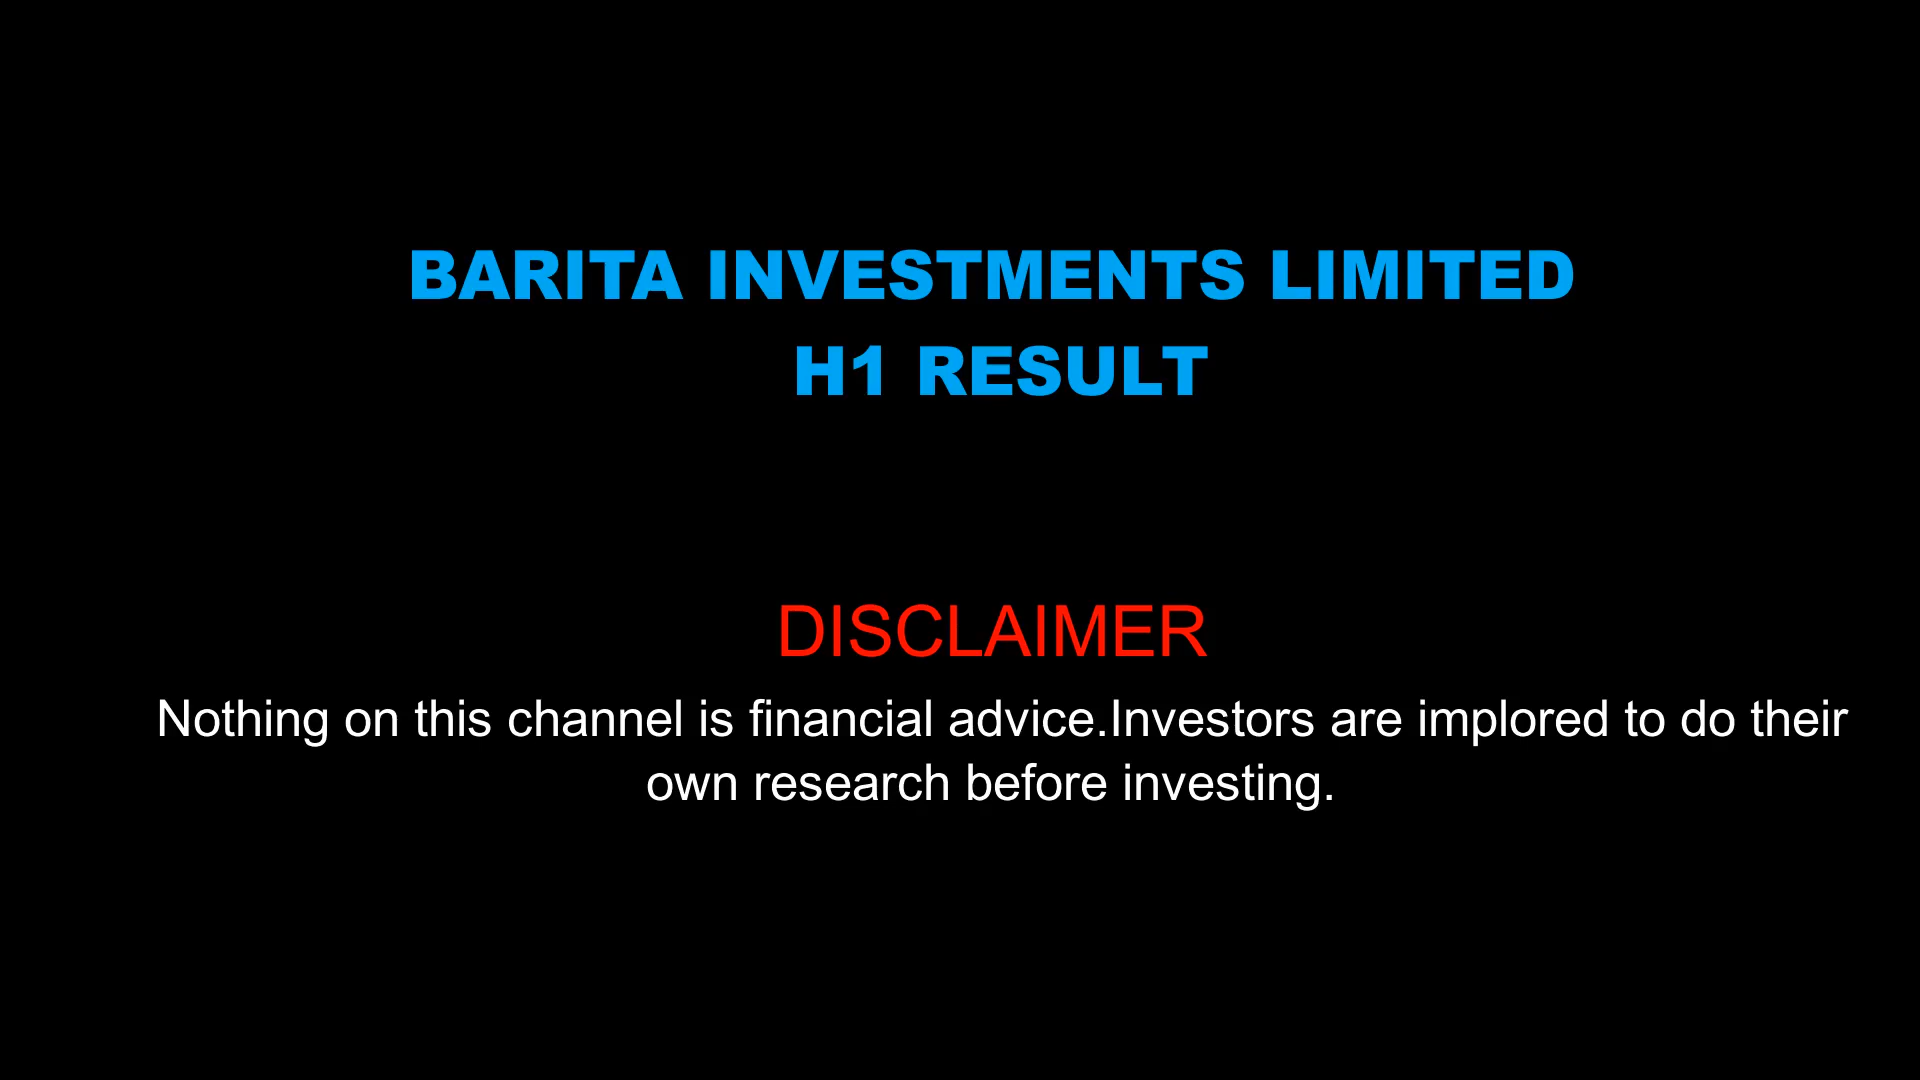 BARITA INVESTMENTS LIMITED
H1 RESULT
DISCLAIMER
Nothing on this channel is financial advice.Investors are implored to do their
own research before investing.